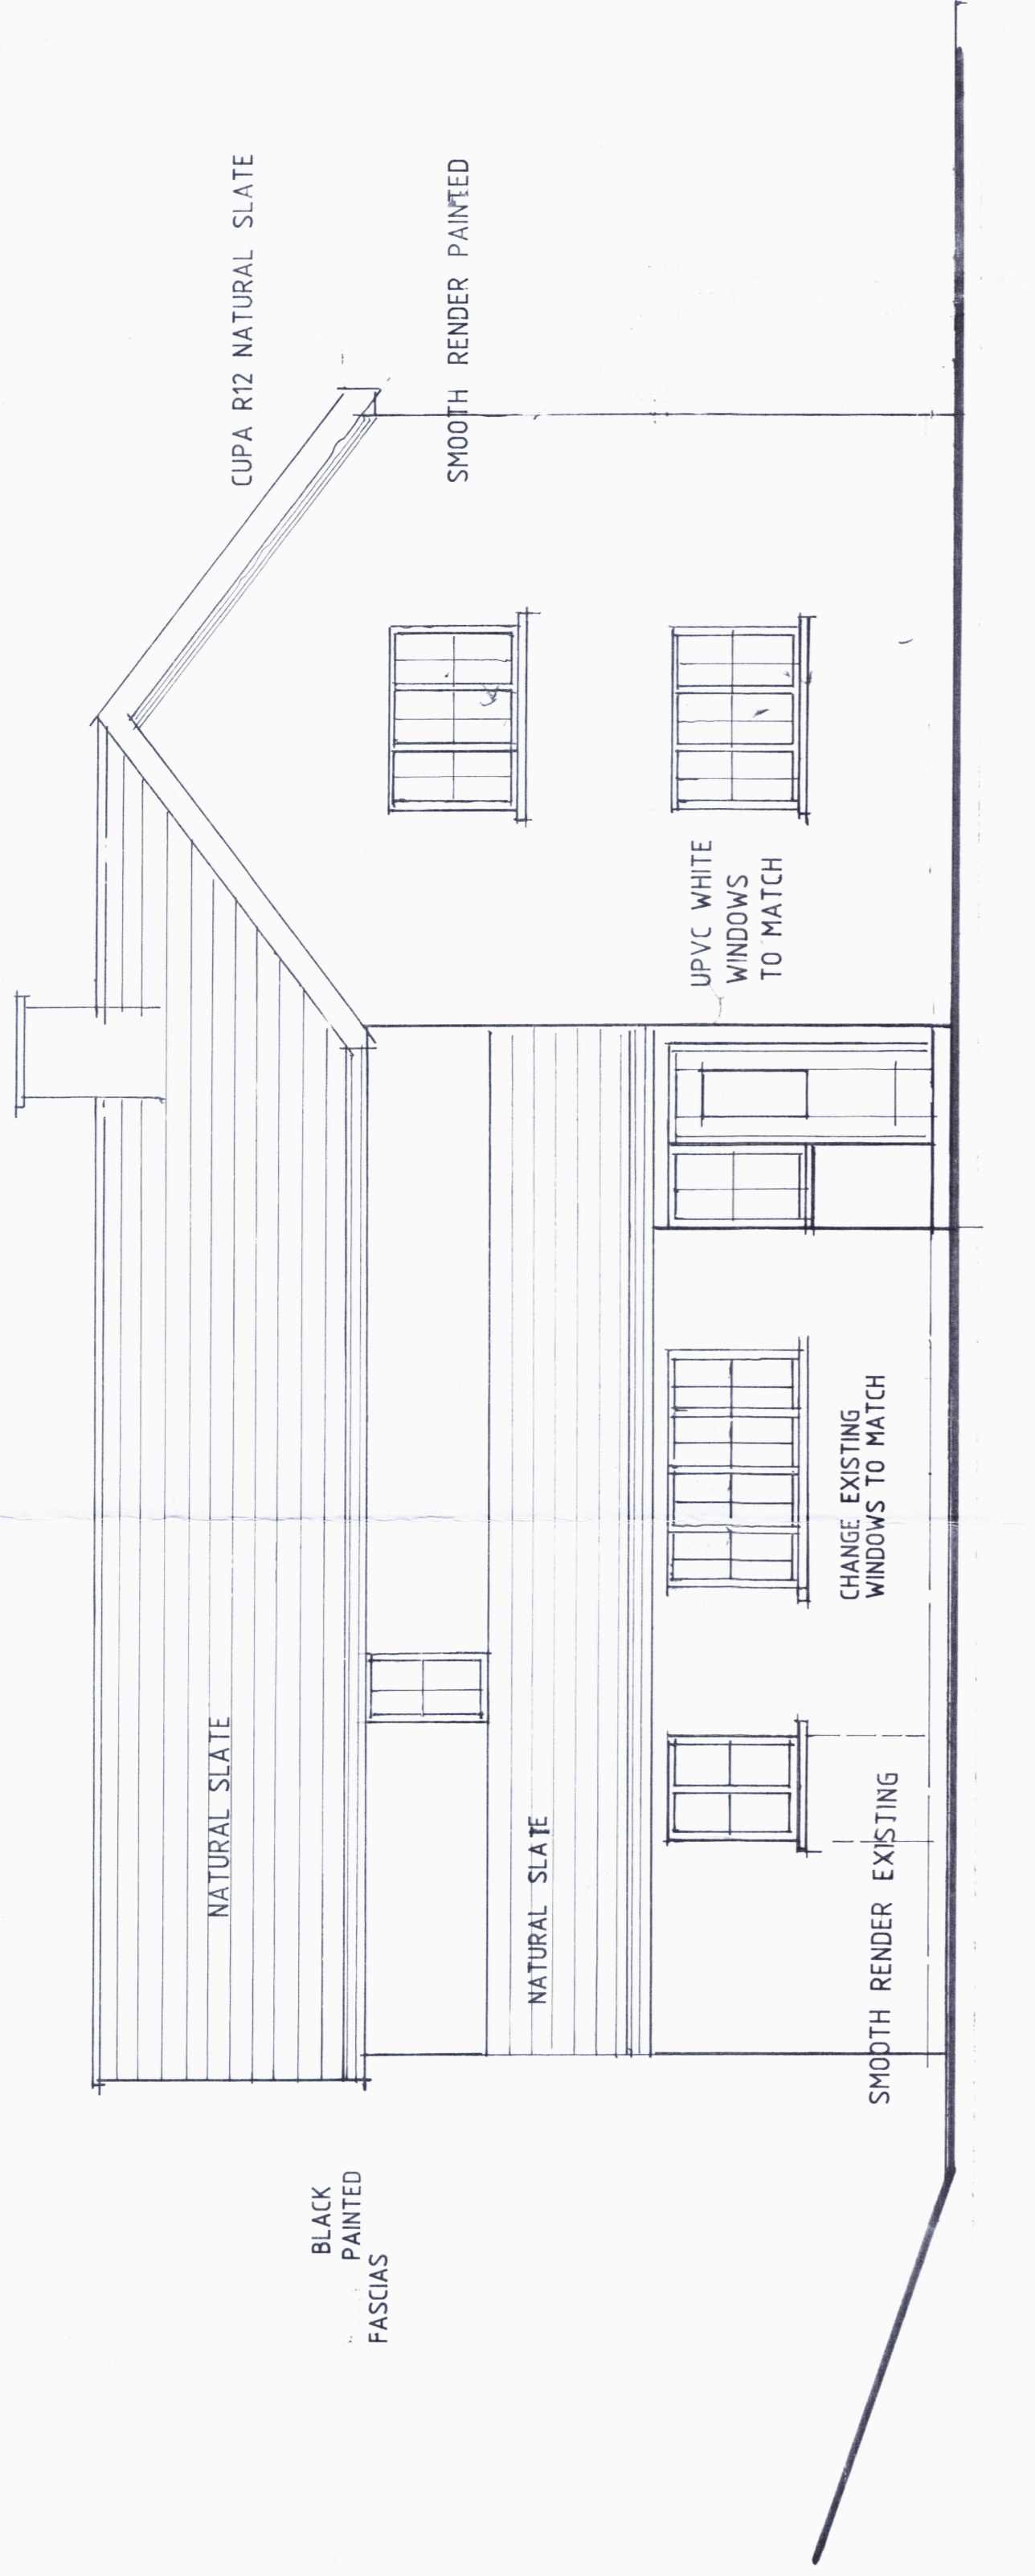 CUPA R12 NATURAL SLATE
SMOOTH RENDER PAINTED
NATURAL SLATE
BLACK
PAINTED
FASCIAS
NATURAL SLATE
UPVC WHITE
WINDOWS
TO MATCH
CHANGE EXISTING
WINDOWS TO MATCH
SMOOTH RENDER EXISTING